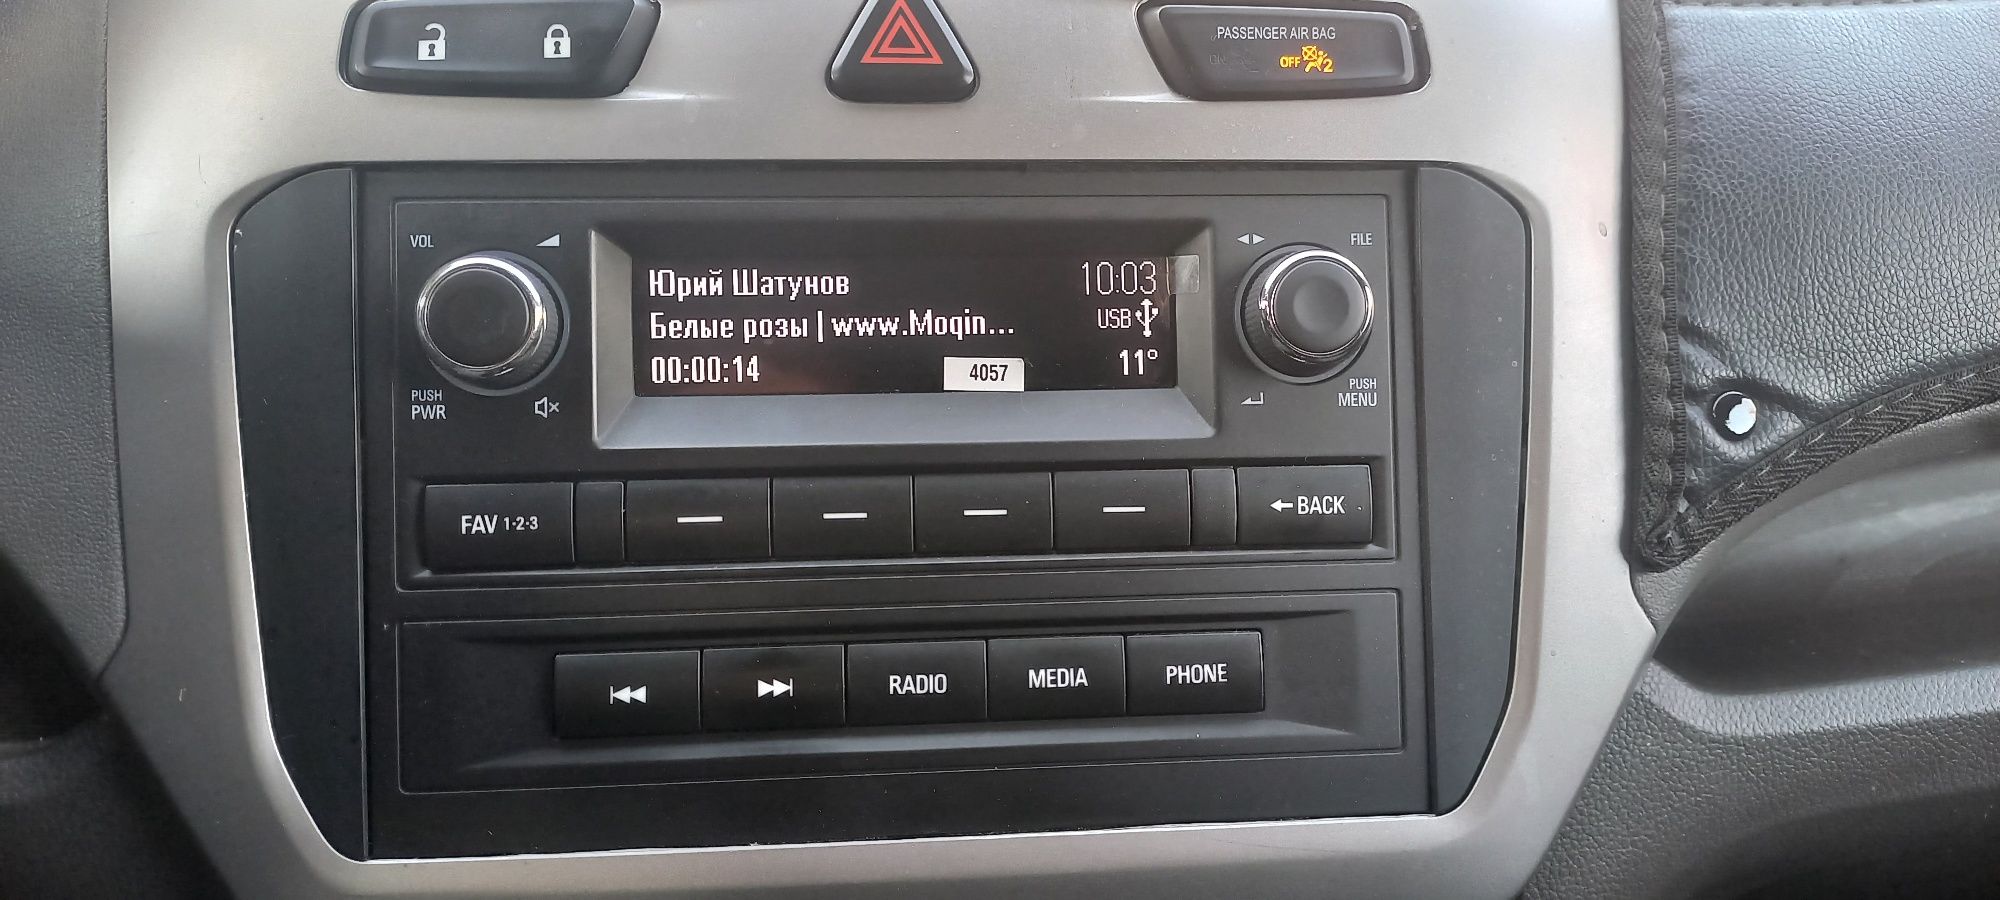 PASSENGER AIR BAG
OFF 2
VOL
FILE
Юрий Шатунов
10:03
Белые розы | www.Moqin...
USB
00:00:14
4057
11°
PUSH
PWR
PUSH
MENU
FAV 1-2-3
BACK
RADIO
MEDIA
PHONE